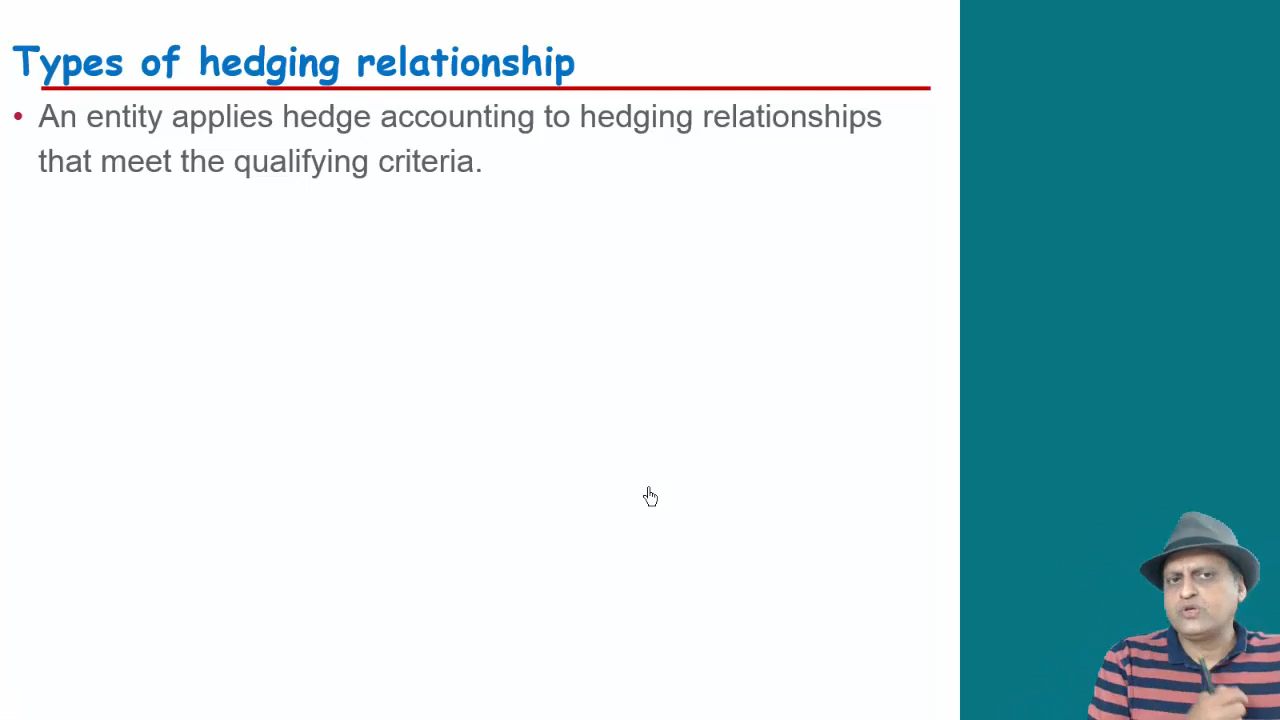 Types of hedging relationship
• An entity applies hedge accounting to hedging relationships
that meet the qualifying criteria.